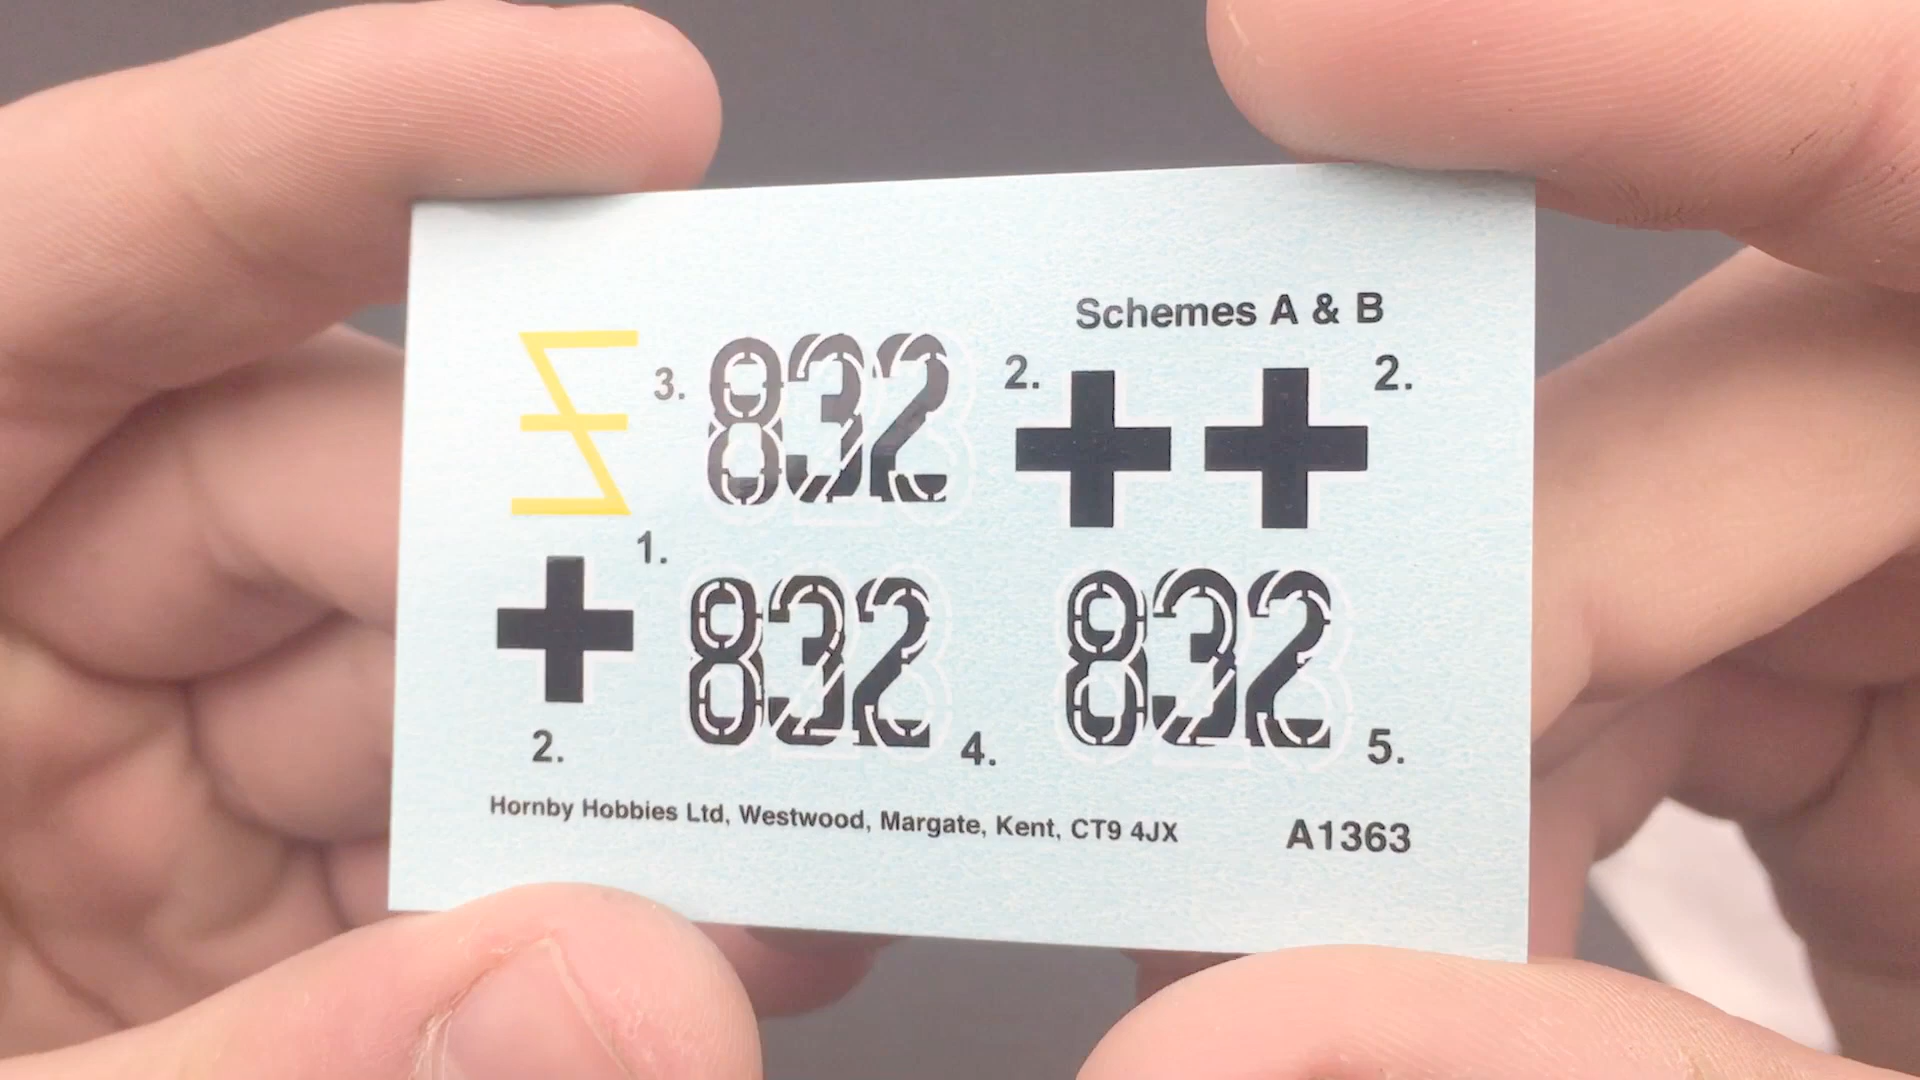 Schemes A & B
3. 832 2. 2.
1.
832 832
2. 4. 5.
Hornby Hobbies Ltd, Westwood, Margate, Kent, CT9 4JX
A1363